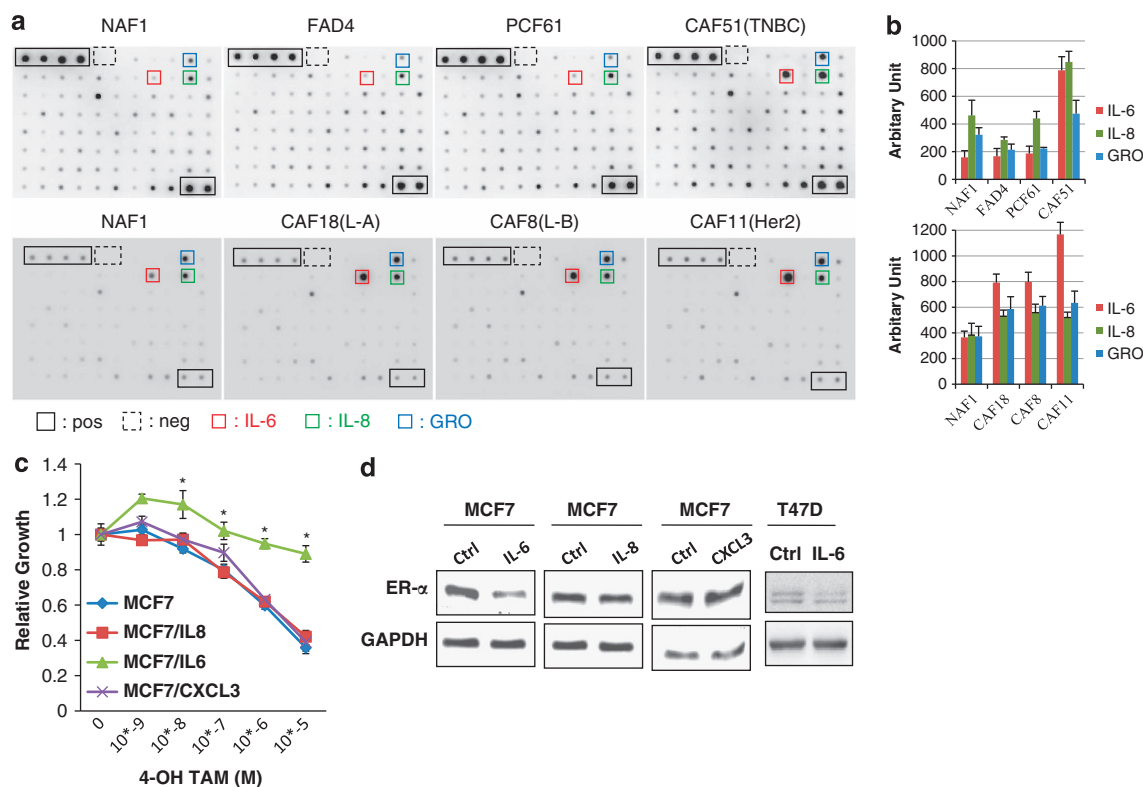 a
NAF1 FAD4 PCF61 CAF51(TNBC)
NAF1 CAF18(L-A) CAF8(L-B) CAF11(Her2)
: pos : neg : IL-6 : IL-8 : GRO
b
1000
800
600
400
200
0
Arbitary Unit
NAF1 FAD4 PCF61 CAF51
IL-6
IL-8
GRO
1200
1000
800
600
400
200
0
Arbitary Unit
NAF1 CAF18 CAF8 CAF11
IL-6
IL-8
GRO
c
1.4
1.2
1
0.8
0.6
0.4
0.2
0
Relative Growth
* * * *
MCF7
MCF7/IL8
MCF7/IL6
MCF7/CXCL3
0 10*-9 10*-8 10*-7 10*-6 10*-5
4-OH TAM (M)
d
MCF7 MCF7 MCF7 T47D
Ctrl IL-6 Ctrl IL-8 Ctrl CXCL3 Ctrl IL-6
ER-α
GAPDH